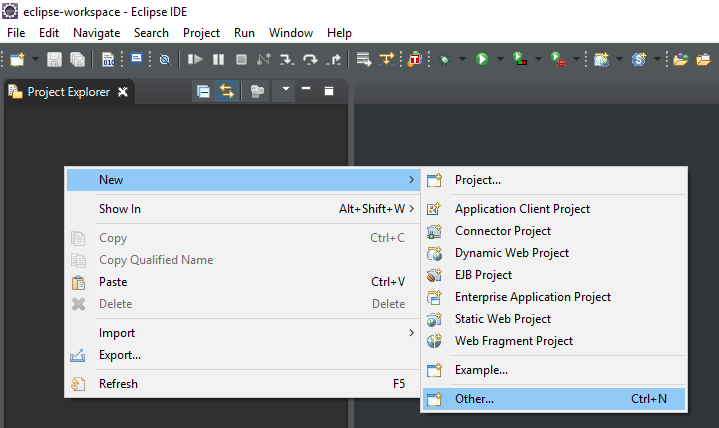 eclipse-workspace - Eclipse IDE
File Edit Navigate Search Project Run Window Help
Project Explorer
New
Show In Alt+Shift+W
Copy Ctrl+C
Copy Qualified Name
Paste Ctrl+V
Delete Delete
Import
Export...
Refresh F5
Project...
Application Client Project
Connector Project
Dynamic Web Project
EJB Project
Enterprise Application Project
Static Web Project
Web Fragment Project
Example...
Other... Ctrl+N